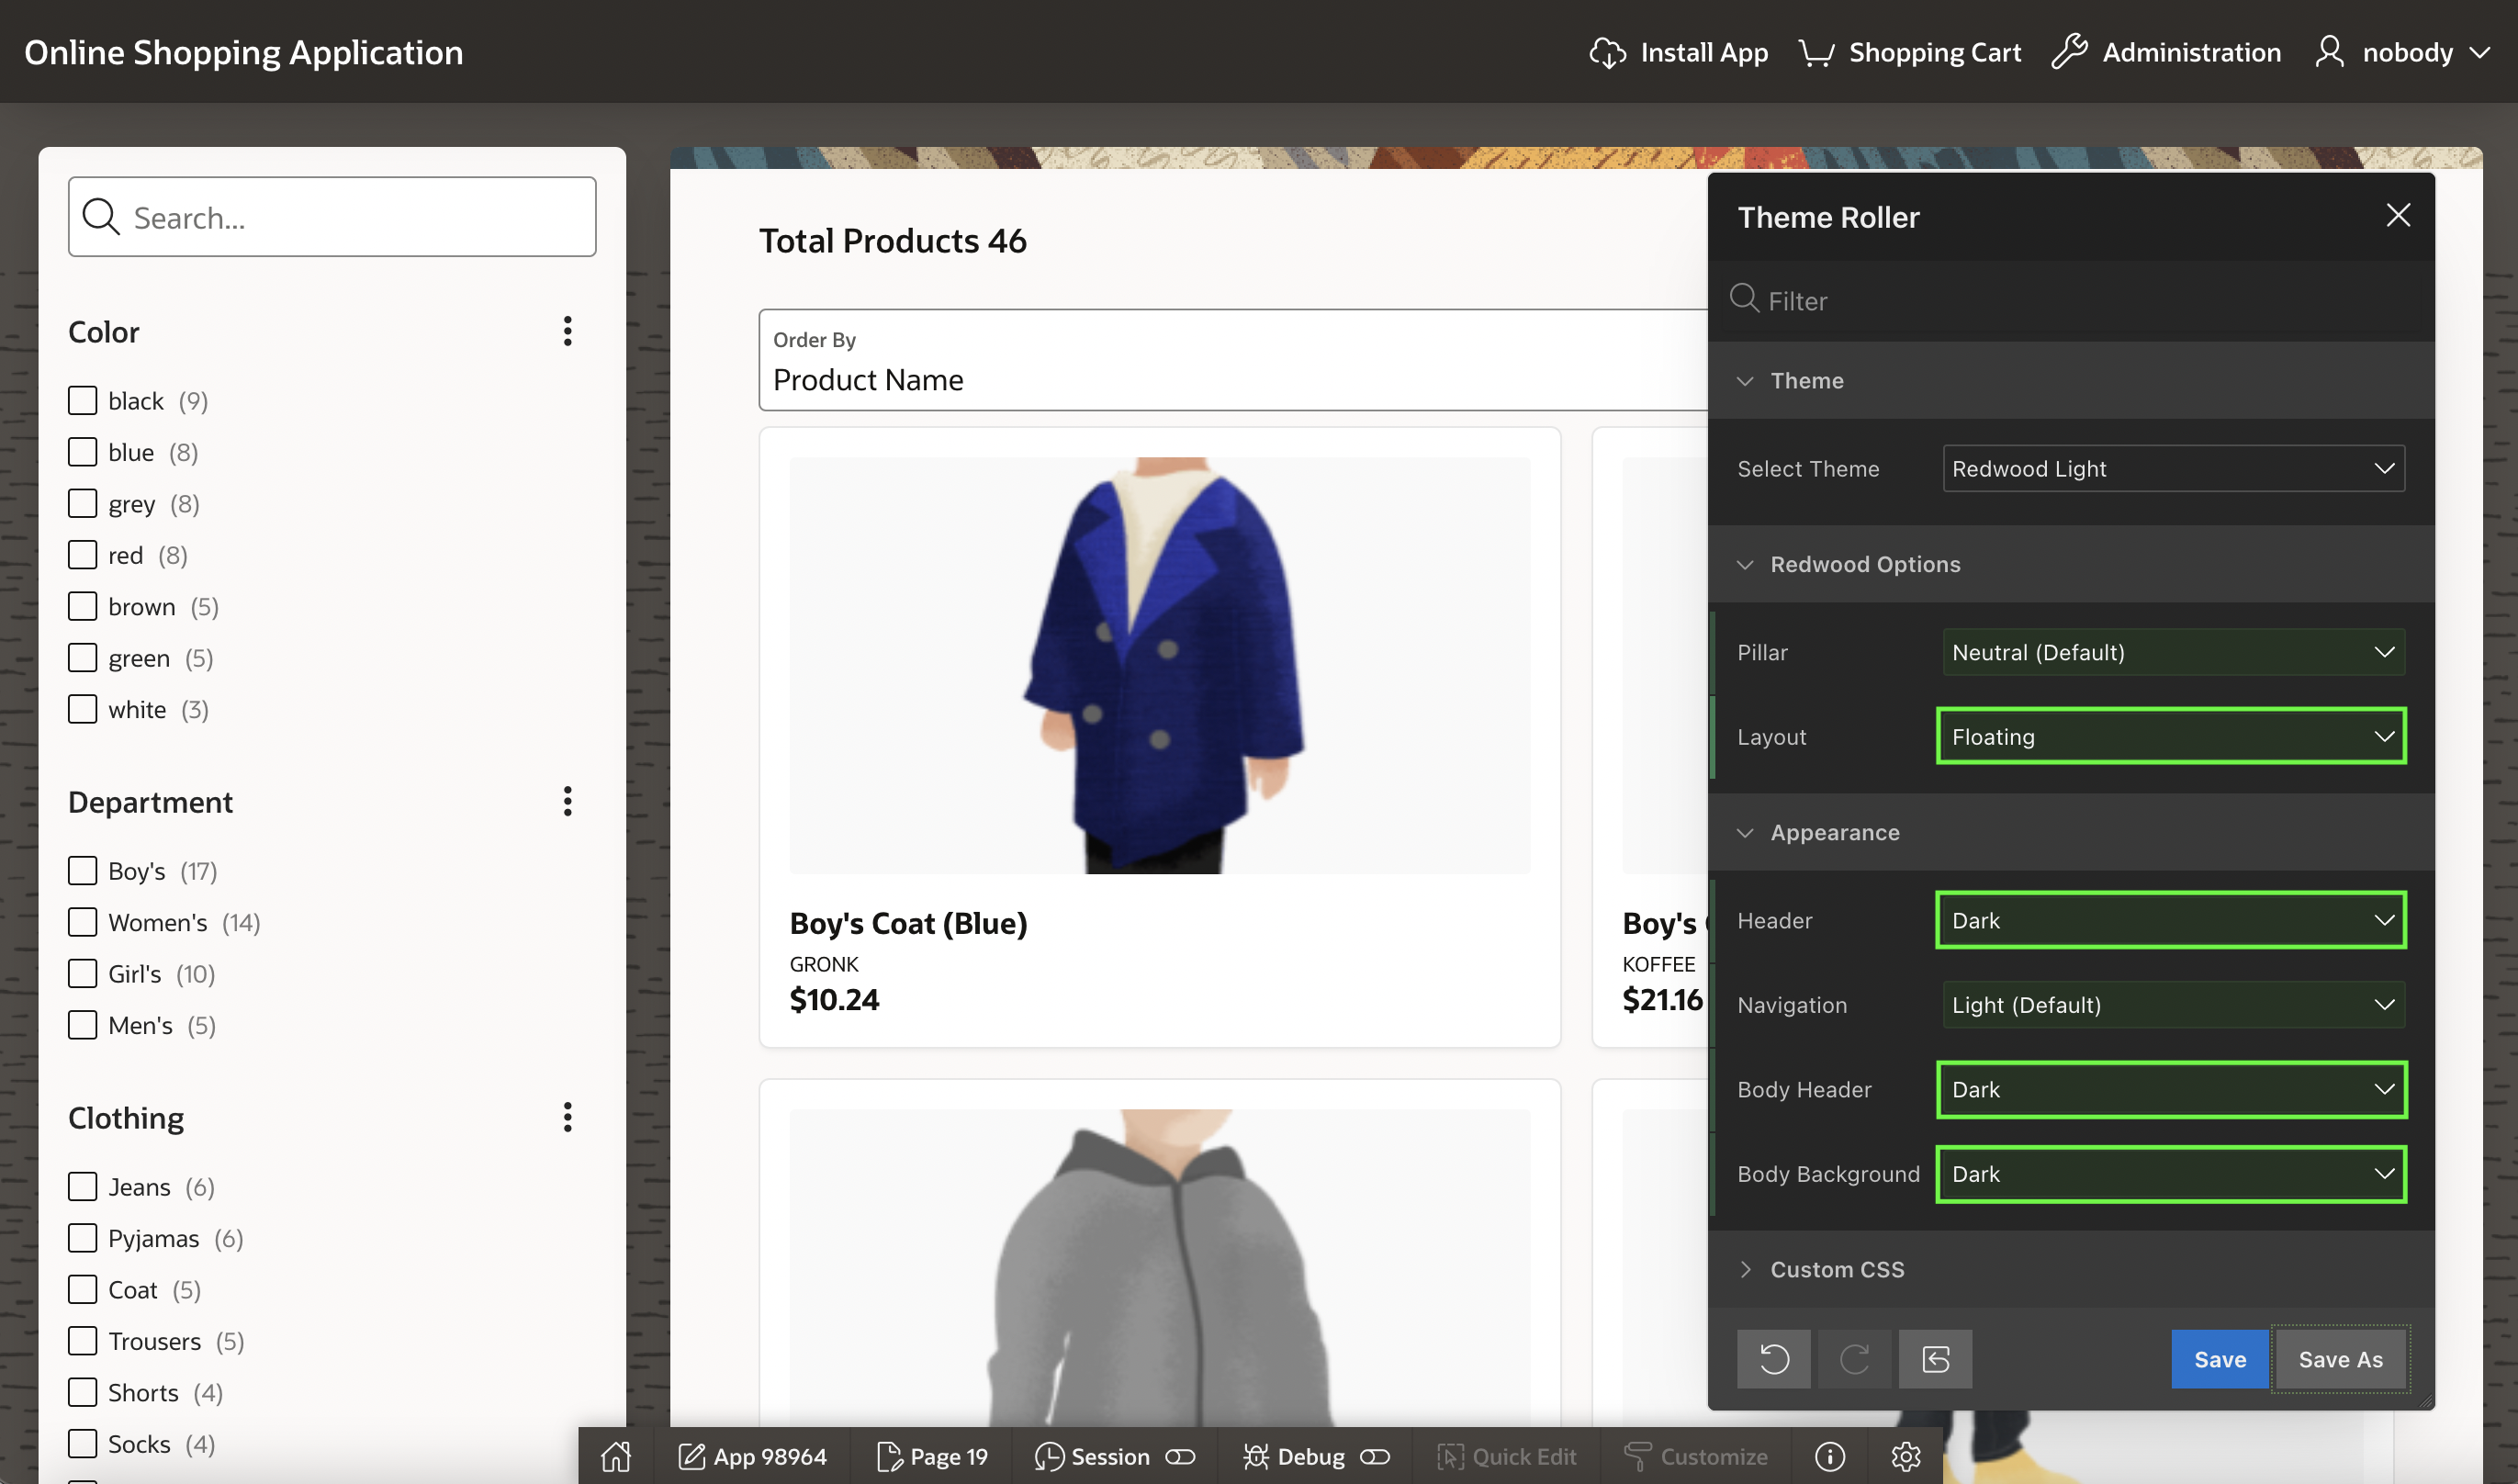 Online Shopping Application
Install App
Shopping Cart
Administration
nobody
Search...
Color
black (9)
blue (8)
grey (8)
red (8)
brown (5)
green (5)
white (3)
Department
Boy's (17)
Women's (14)
Girl's (10)
Men's (5)
Clothing
Jeans (6)
Pyjamas (6)
Coat (5)
Trousers (5)
Shorts (4)
Socks (4)
Total Products 46
Order By
Product Name
Boy's Coat (Blue)
GRONK
$10.24
Boy's
KOFFEE
$21.16
Theme Roller
Filter
Theme
Select Theme Redwood Light
Redwood Options
Pillar Neutral (Default)
Layout Floating
Appearance
Header Dark
Navigation Light (Default)
Body Header Dark
Body Background Dark
Custom CSS
Save
Save As
App 98964
Page 19
Session
Debug
Quick Edit
Customize